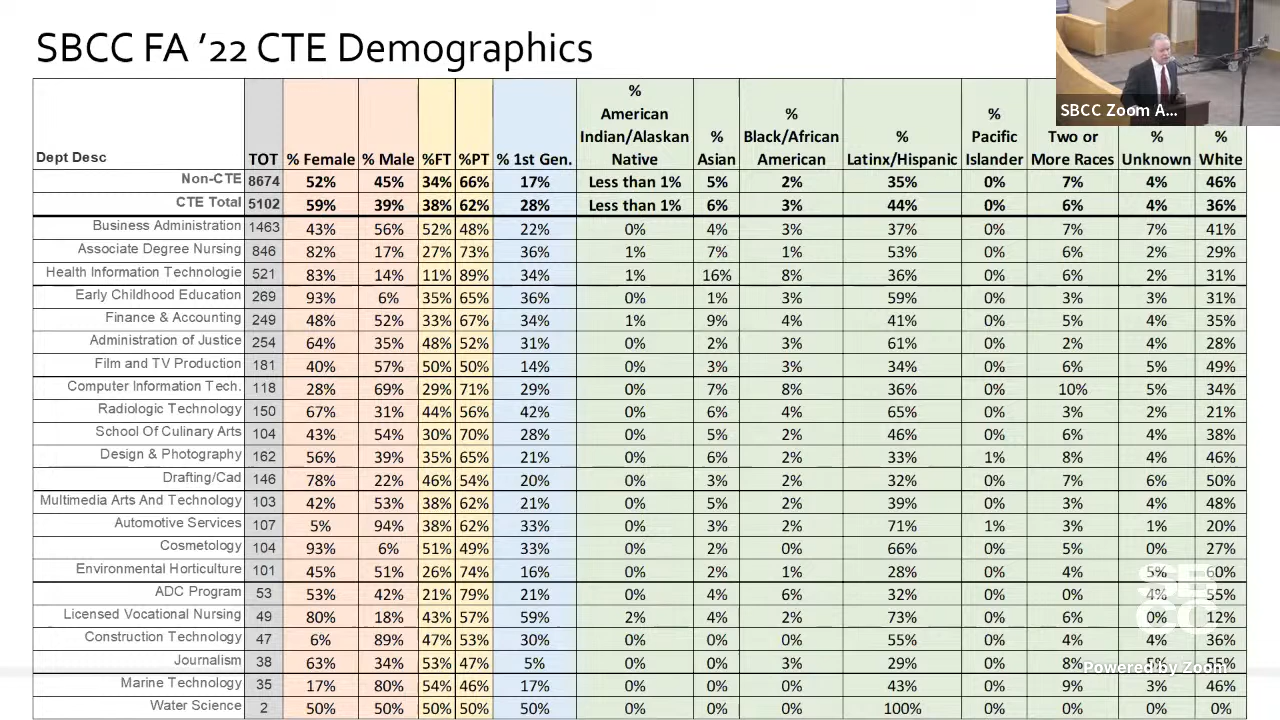 SBCC FA '22 CTE Demographics
SBCC Zoom A...
Dept Desc TOT % Female % Male %FT %PT % 1st Gen. % American Indian/Alaskan Native % Asian % Black/African American % Latinx/Hispanic % Pacific Islander Two or More Races % Unknown % White
Non-CTE 8674 52% 45% 34% 66% 17% Less than 1% 5% 2% 35% 0% 7% 4% 46%
CTE Total 5102 59% 39% 38% 62% 28% Less than 1% 6% 3% 44% 0% 6% 4% 36%
Business Administration 1463 43% 56% 52% 48% 22% 0% 4% 3% 37% 0% 7% 7% 41%
Associate Degree Nursing 846 82% 17% 27% 73% 36% 1% 7% 1% 53% 0% 6% 2% 29%
Health Information Technologie 521 83% 14% 11% 89% 34% 1% 16% 8% 36% 0% 6% 2% 31%
Early Childhood Education 269 93% 6% 35% 65% 36% 0% 1% 3% 59% 0% 3% 3% 31%
Finance & Accounting 249 48% 52% 33% 67% 34% 1% 9% 4% 41% 0% 5% 4% 35%
Administration of Justice 254 64% 35% 48% 52% 31% 0% 2% 3% 61% 0% 2% 4% 28%
Film and TV Production 181 40% 57% 50% 50% 14% 0% 3% 3% 34% 0% 6% 5% 49%
Computer Information Tech. 118 28% 69% 29% 71% 29% 0% 7% 8% 36% 0% 10% 5% 34%
Radiologic Technology 150 67% 31% 44% 56% 42% 0% 6% 4% 65% 0% 3% 2% 21%
School Of Culinary Arts 104 43% 54% 30% 70% 28% 0% 5% 2% 46% 0% 6% 4% 38%
Design & Photography 162 56% 39% 35% 65% 21% 0% 6% 2% 33% 1% 8% 4% 46%
Drafting/Cad 146 78% 22% 46% 54% 20% 0% 3% 2% 32% 0% 7% 6% 50%
Multimedia Arts And Technology 103 42% 53% 38% 62% 21% 0% 5% 2% 39% 0% 3% 4% 48%
Automotive Services 107 5% 94% 38% 62% 33% 0% 3% 2% 71% 1% 3% 1% 20%
Cosmetology 104 93% 6% 51% 49% 33% 0% 2% 0% 66% 0% 5% 0% 27%
Environmental Horticulture 101 45% 51% 26% 74% 16% 0% 2% 1% 28% 0% 4% 5% 60%
ADC Program 53 53% 42% 21% 79% 21% 0% 4% 6% 32% 0% 0% 4% 55%
Licensed Vocational Nursing 49 80% 18% 43% 57% 59% 2% 4% 2% 73% 0% 6% 0% 12%
Construction Technology 47 6% 89% 47% 53% 30% 0% 0% 0% 55% 0% 4% 4% 36%
Journalism 38 63% 34% 53% 47% 5% 0% 0% 3% 29% 0% 8% 5% 55%
Marine Technology 35 17% 80% 54% 46% 17% 0% 0% 0% 43% 0% 9% 3% 46%
Water Science 2 50% 50% 50% 50% 50% 0% 0% 0% 100% 0% 0% 0% 0%
SB
CC
Powered by Zoom